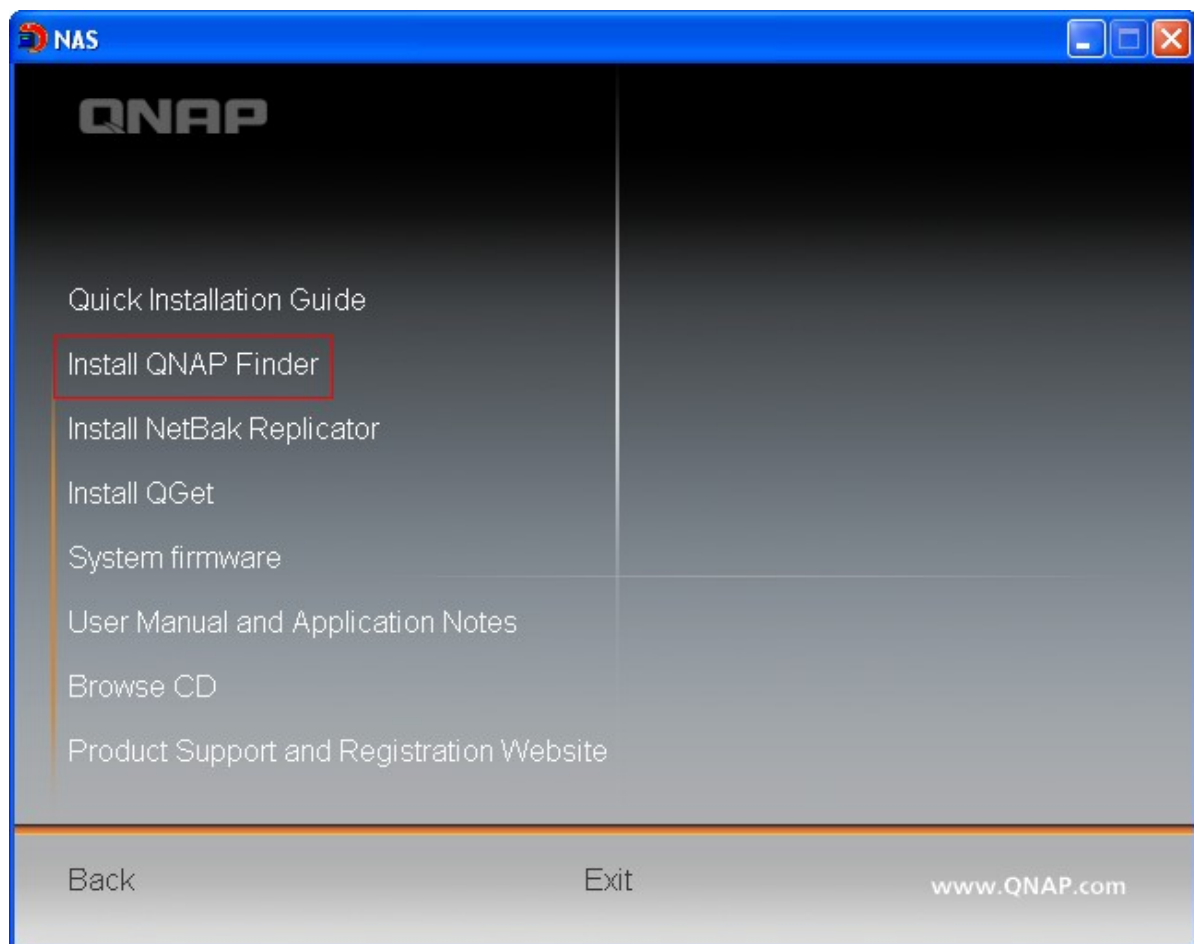 NAS
QNAP
Quick Installation Guide
Install QNAP Finder
Install NetBak Replicator
Install QGet
System firmware
User Manual and Application Notes
Browse CD
Product Support and Registration Website
Back
Exit
www.QNAP.com